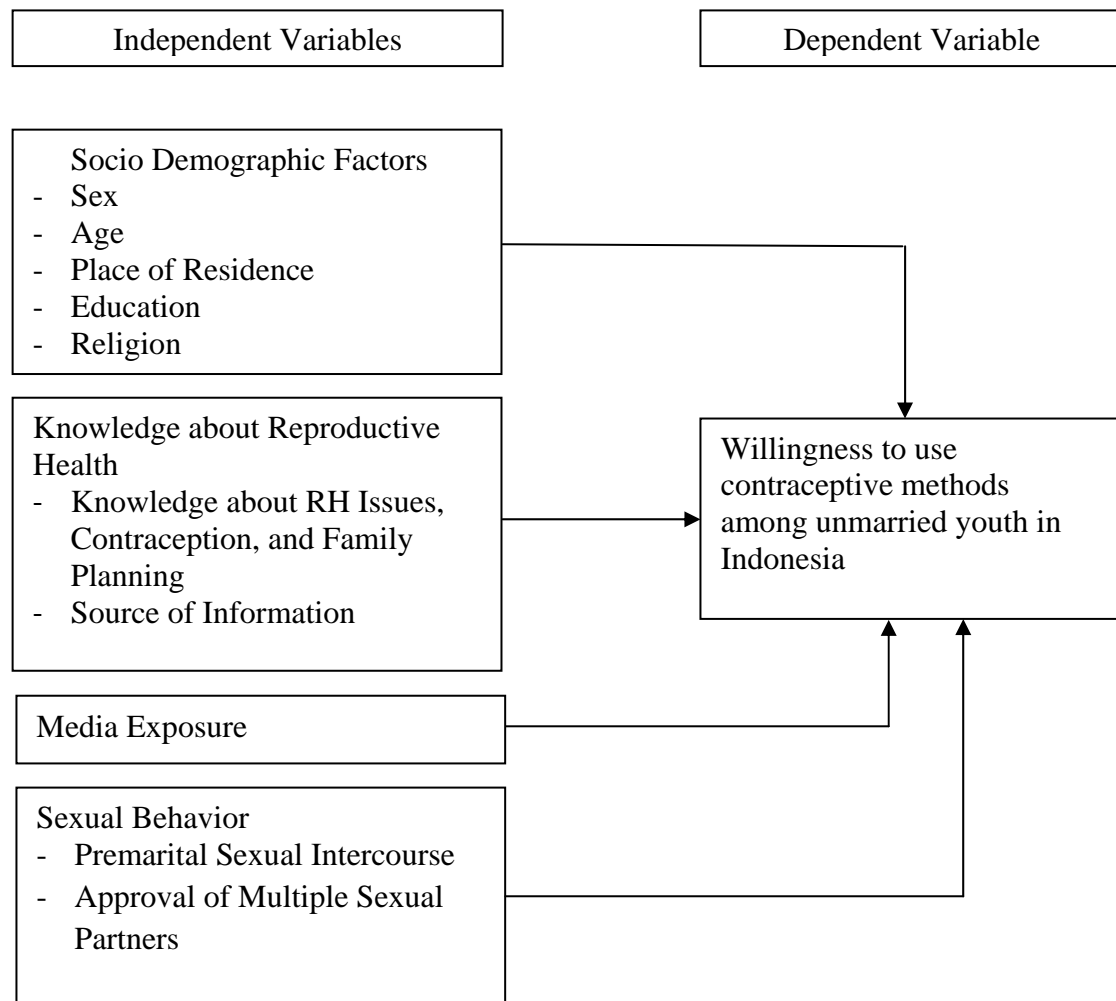 Independent Variables
Dependent Variable
Socio Demographic Factors
- Sex
- Age
- Place of Residence
- Education
- Religion
Knowledge about Reproductive
Health
- Knowledge about RH Issues,
Contraception, and Family
Planning
- Source of Information
Willingness to use
contraceptive methods
among unmarried youth in
Indonesia
Media Exposure
Sexual Behavior
- Premarital Sexual Intercourse
- Approval of Multiple Sexual
Partners